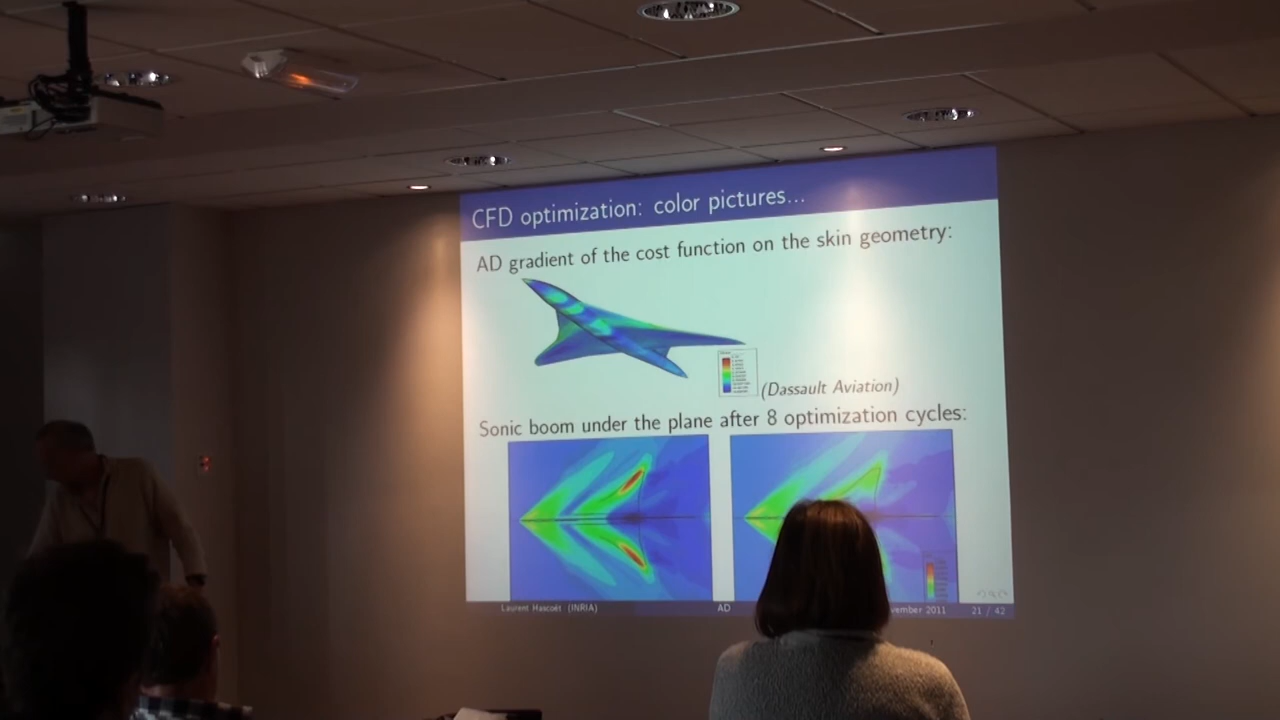 CFD optimization: color pictures...
AD gradient of the cost function on the skin geometry:
(Dassault Aviation)
Sonic boom under the plane after 8 optimization cycles:
Laurent Hascoët (INRIA)
AD
vember 2011
21 / 42